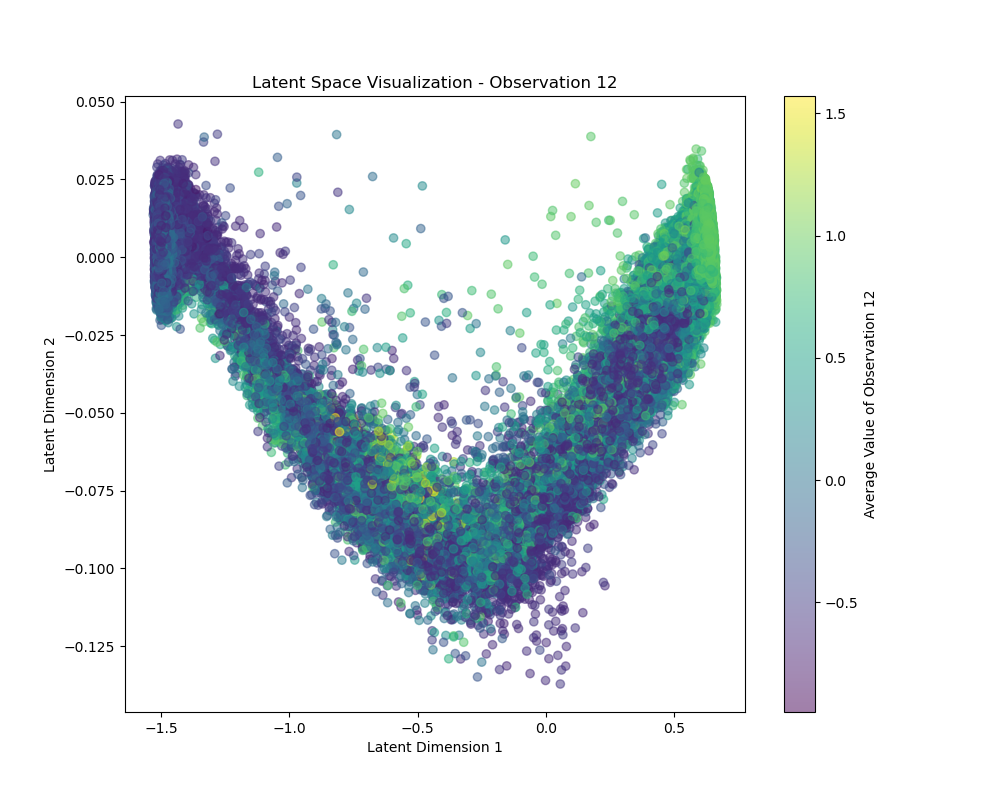 Latent Space Visualization - Observation 12
0.050
0.025
0.000
−0.025
−0.050
−0.075
−0.100
−0.125
Latent Dimension 2
−1.5 −1.0 −0.5 0.0 0.5
Latent Dimension 1
1.5
1.0
0.5
0.0
−0.5
Average Value of Observation 12